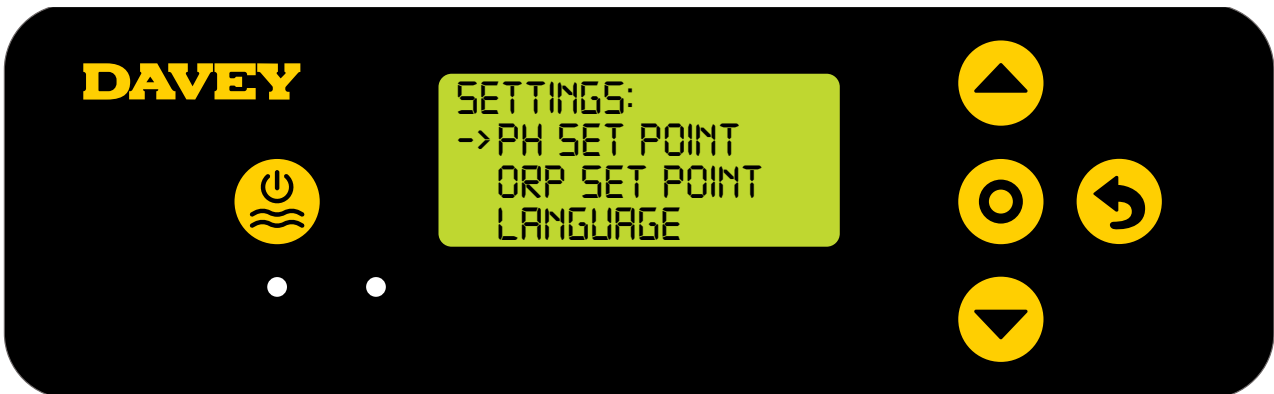 DAVEY
SETTINGS:
->PH SET POINT
ORP SET POINT
LANGUAGE